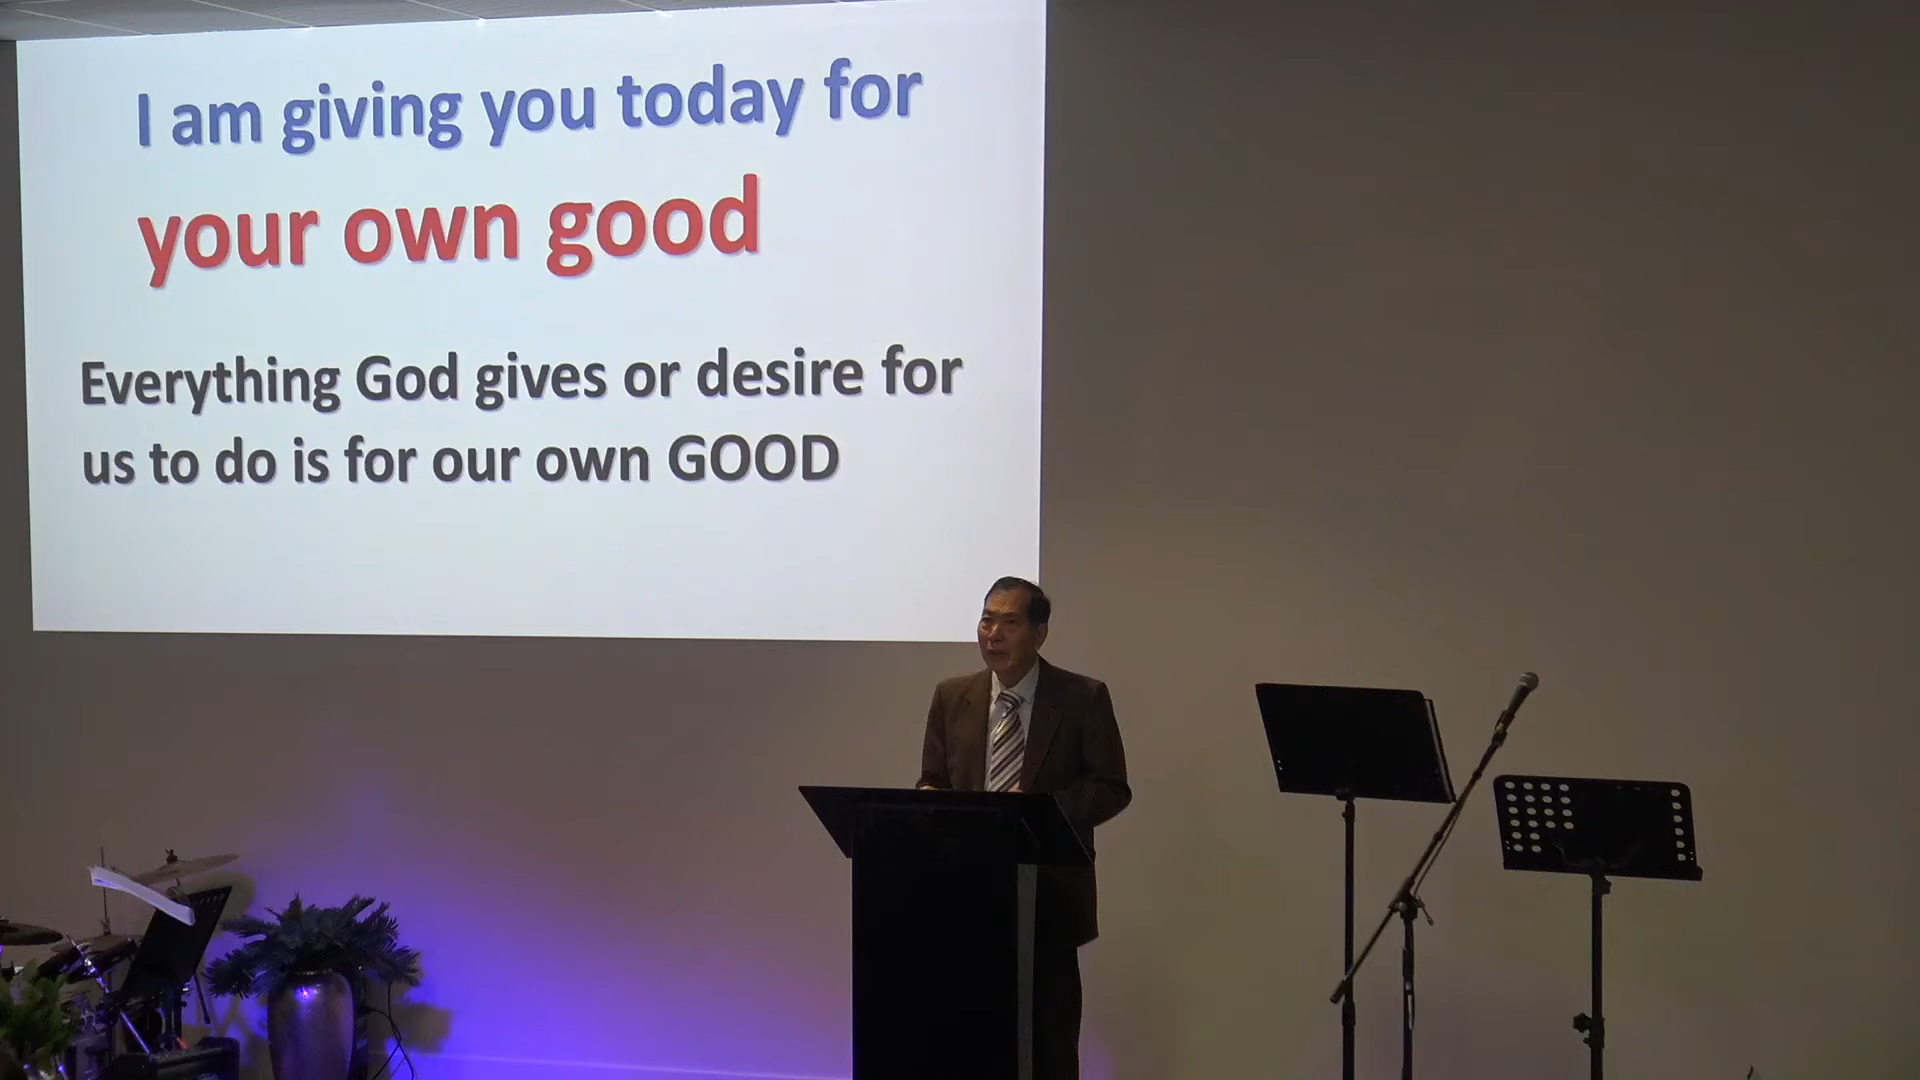 I am giving you today for
your own good
Everything God gives or desire for
us to do is for our own GOOD